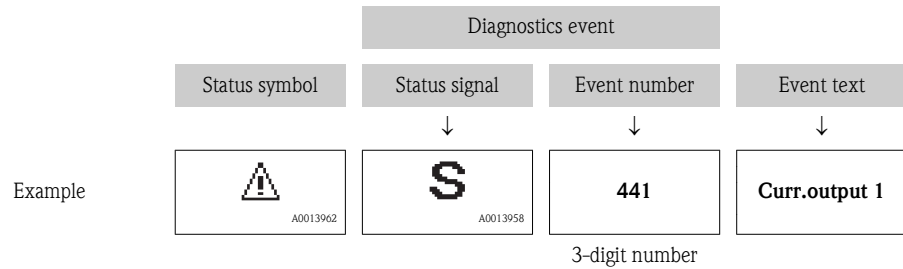 Diagnostics event
Status symbol Status signal Event number Event text
↓ ↓ ↓
Example S 441 Curr.output 1
A0013962 A0013958
3-digit number